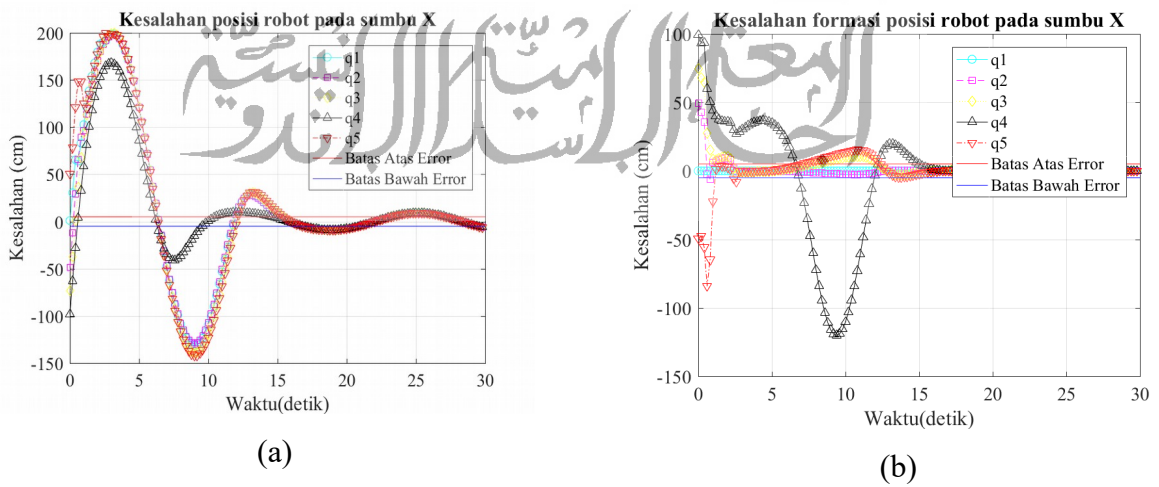 Kesalahan posisi robot pada sumbu X
200
150
100
50
0
-50
-100
-150
Kesalahan (cm)
0
5
10
15
20
25
30
Waktu(detik)
q1
q2
q3
q4
q5
Batas Atas Error
Batas Bawah Error
(a)
Kesalahan formasi posisi robot pada sumbu X
100
50
0
-50
-100
-150
Kesalahan (cm)
0
10
20
30
Waktu(detik)
q1
q2
q3
q4
q5
Batas Atas Error
Batas Bawah Error
(b)